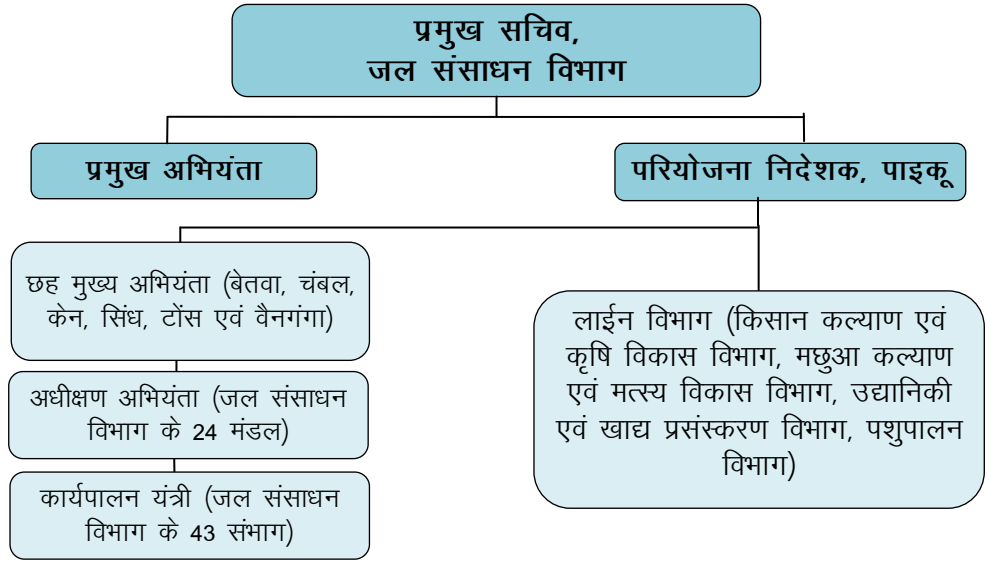 प्रमुख सचिव,
जल संसाधन विभाग
प्रमुख अभियंता
परियोजना निदेशक, पाइकू
छह मुख्य अभियंता (बेतवा, चंबल,
केन, सिंध, टोंस एवं वैनगंगा)
अधीक्षण अभियंता (जल संसाधन
विभाग के 24 मंडल)
कार्यपालन यंत्री (जल संसाधन
विभाग के 43 संभाग)
लाईन विभाग (किसान कल्याण एवं
कृषि विकास विभाग, मछुआ कल्याण
एवं मत्स्य विकास विभाग, उद्यानिकी
एवं खाद्य प्रसंस्करण विभाग, पशुपालन
विभाग)